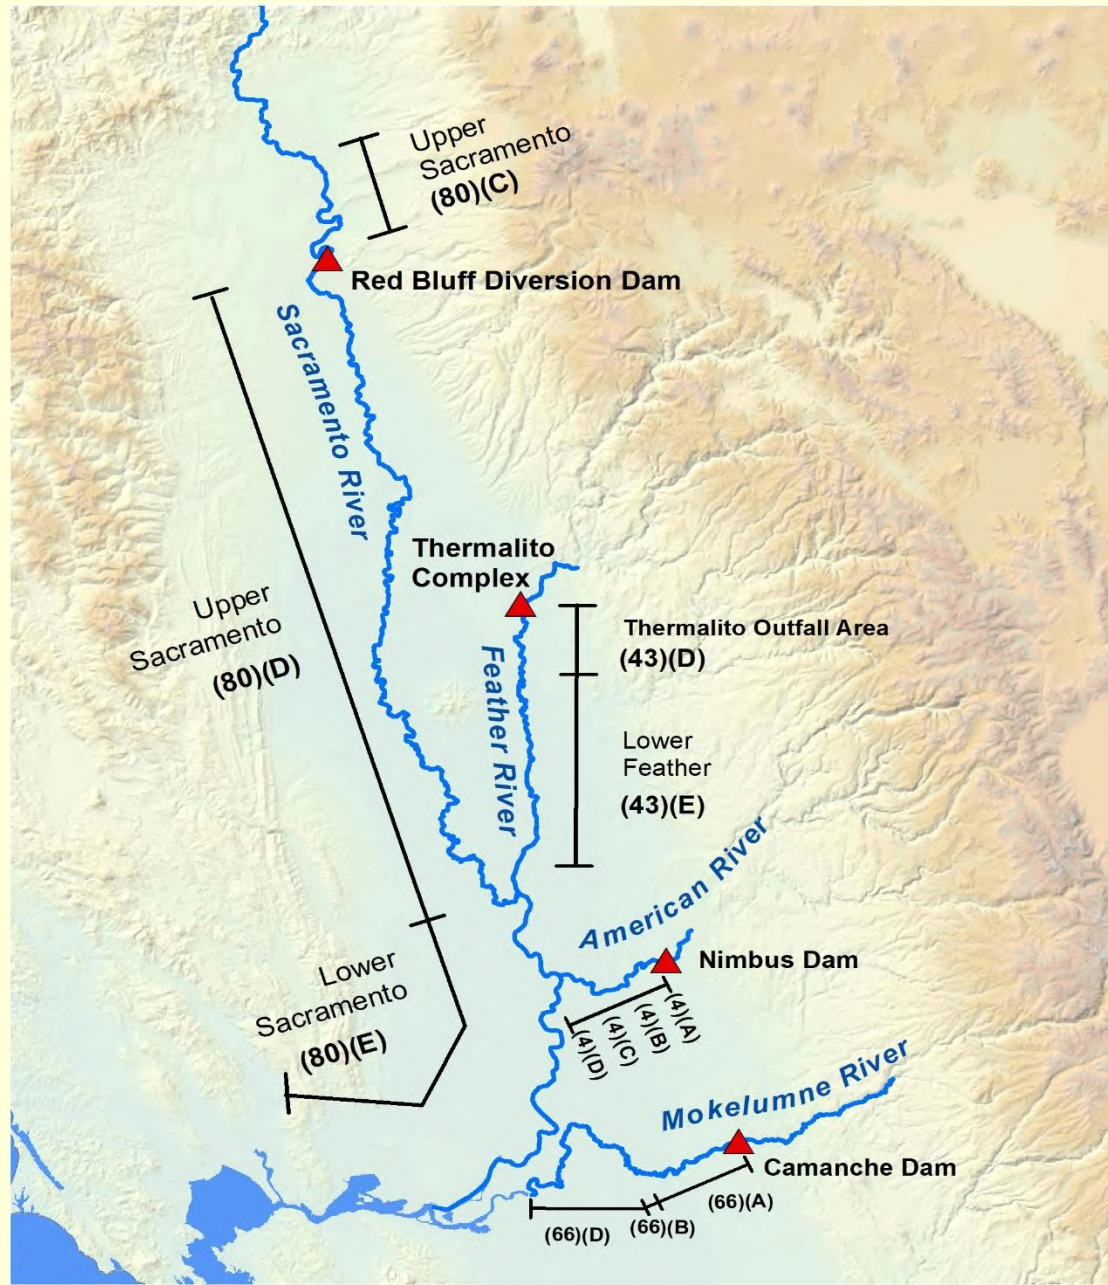 Upper
Sacramento
(80)(C)
Red Bluff Diversion Dam
Sacramento River
Thermalito
Complex
Thermalito Outfall Area
(43)(D)
Upper
Sacramento
(80)(D)
Feather River
Lower
Feather
(43)(E)
American River
Nimbus Dam
Lower
Sacramento
(80)(E)
(4)(A)
(4)(B)
(4)(C)
(4)(D)
Mokelumne River
Camanche Dam
(66)(A)
(66)(B)
(66)(D)